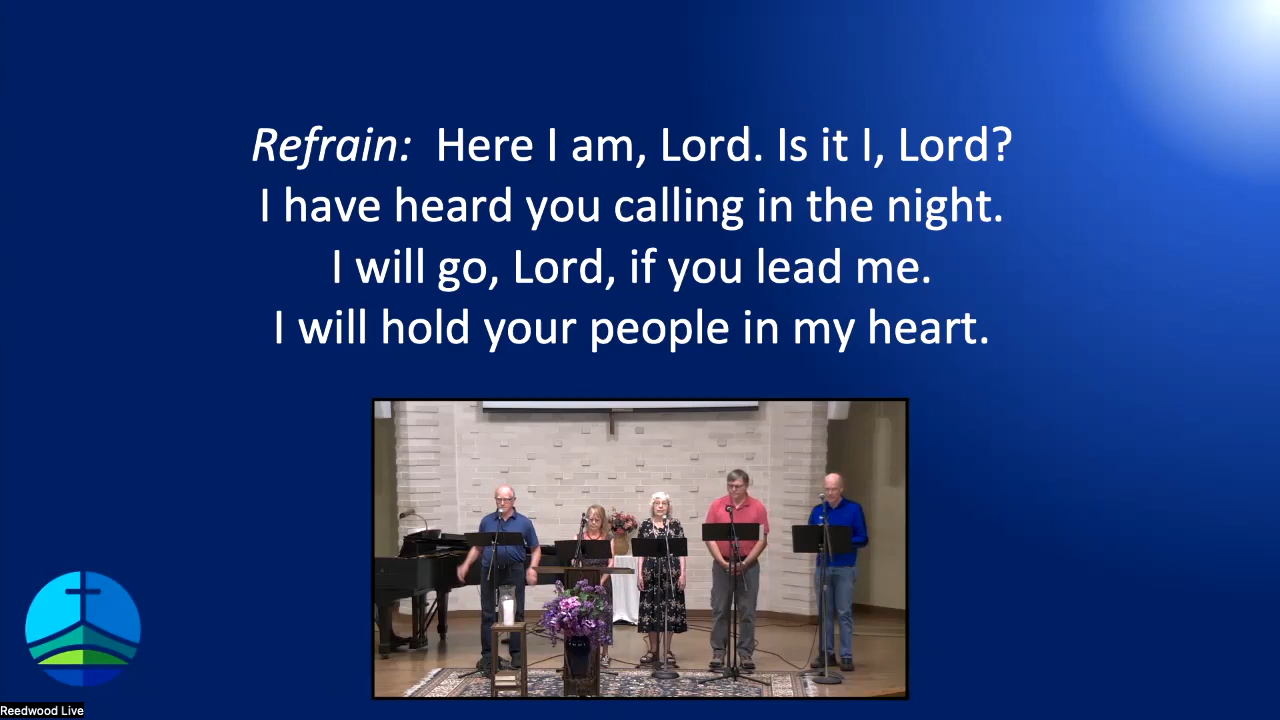 Refrain: Here I am, Lord. Is it I, Lord?
I have heard you calling in the night.
I will go, Lord, if you lead me.
I will hold your people in my heart.
Reedwood Live